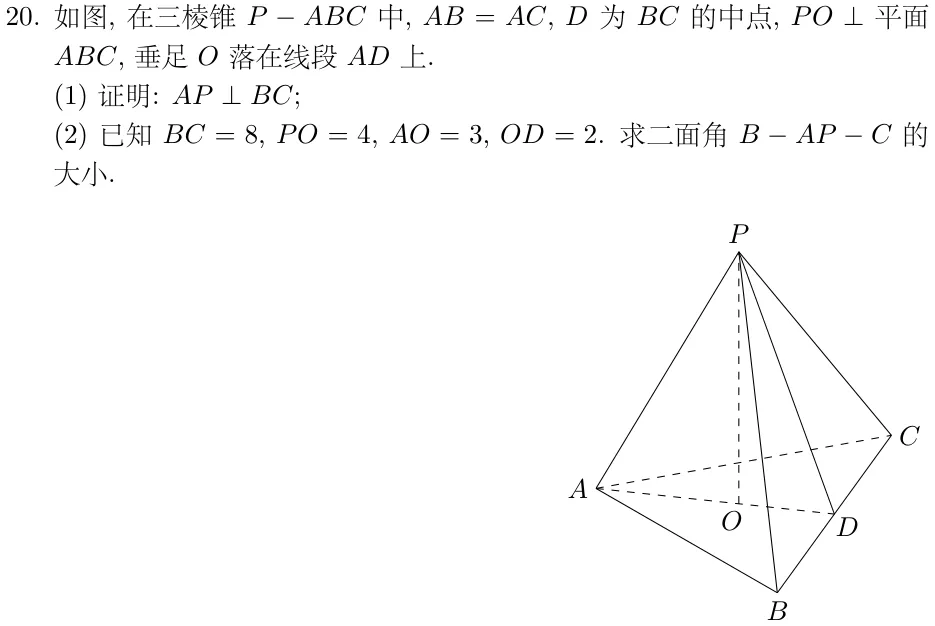 20. 如图, 在三棱锥 P − ABC 中, AB = AC, D 为 BC 的中点, PO ⊥ 平面
ABC, 垂足 O 落在线段 AD 上.
(1) 证明: AP ⊥ BC;
(2) 已知 BC = 8, PO = 4, AO = 3, OD = 2. 求二面角 B − AP − C 的
大小.
P
C
A
O
D
B